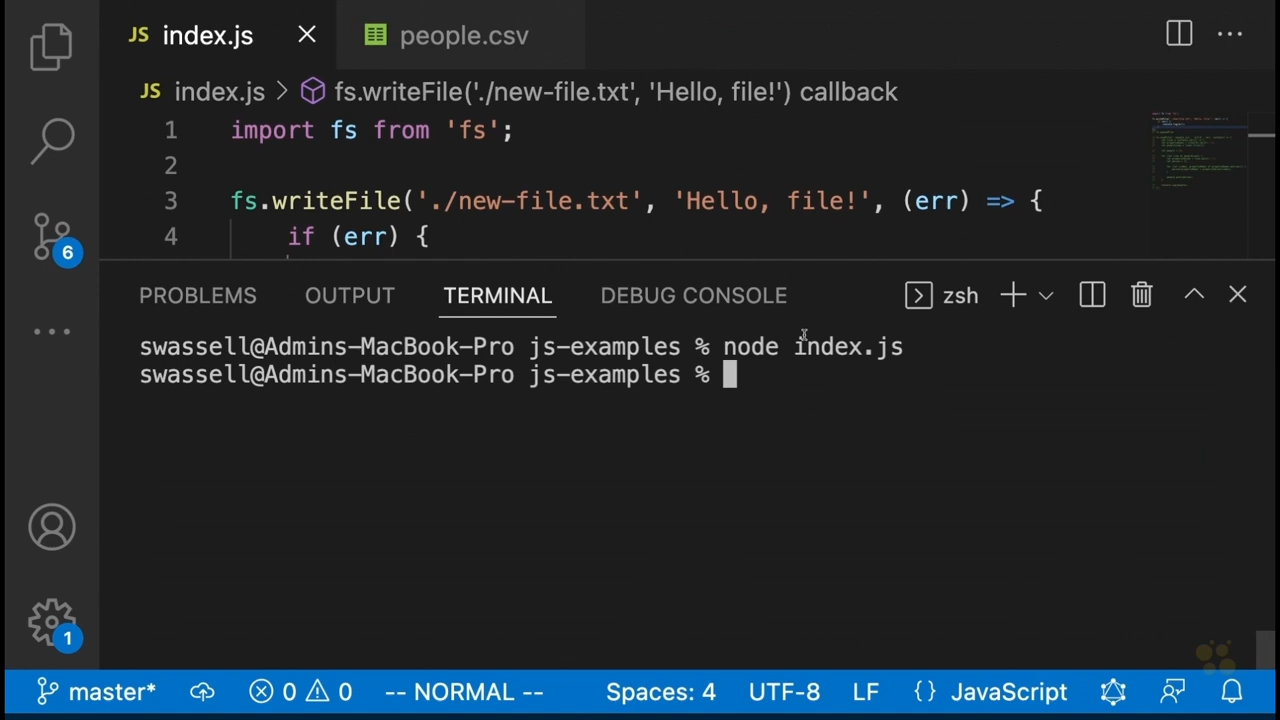 JS index.js people.csv
JS index.js > fs.writeFile('./new-file.txt', 'Hello, file!') callback
1 import fs from 'fs';
2
3 fs.writeFile('./new-file.txt', 'Hello, file!', (err) => {
4 if (err) {
6
PROBLEMS OUTPUT TERMINAL DEBUG CONSOLE zsh
swassell@Admins-MacBook-Pro js-examples % node index.js
swassell@Admins-MacBook-Pro js-examples %
1
master* 0 0 -- NORMAL -- Spaces: 4 UTF-8 LF {} JavaScript